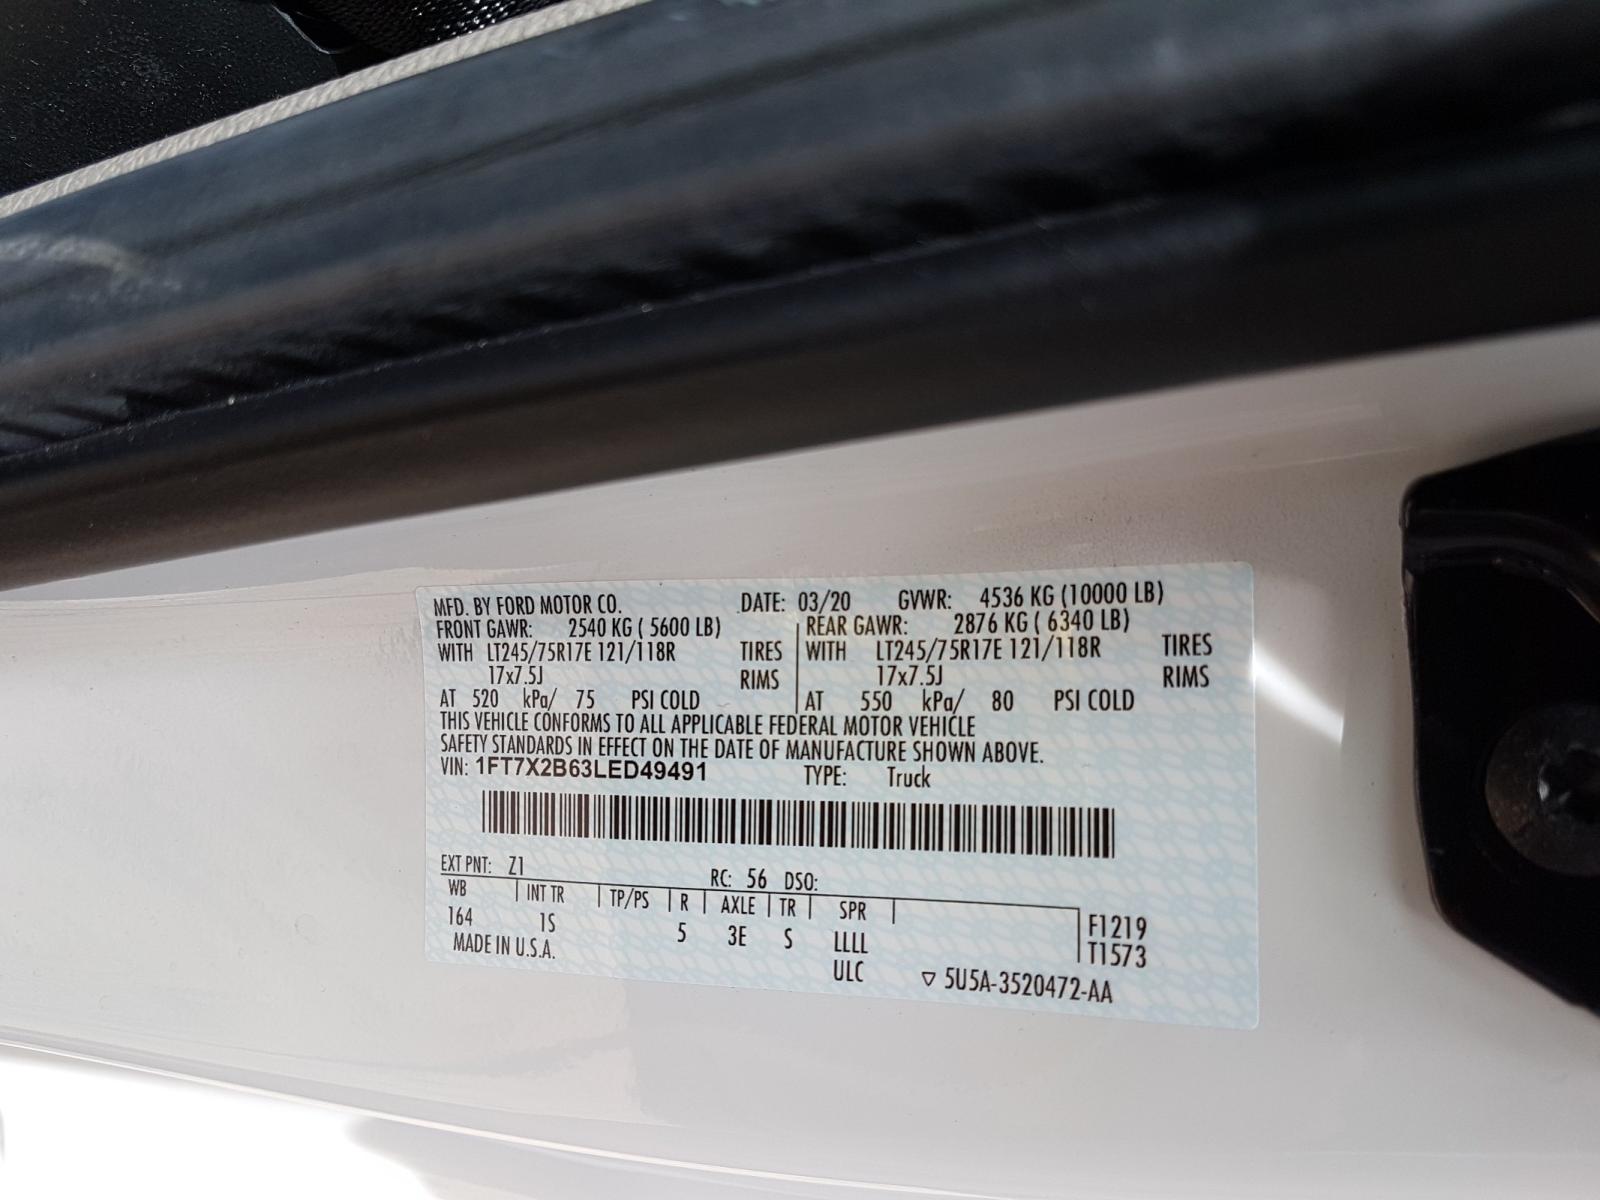 MFD. BY FORD MOTOR CO. DATE: 03/20 GVWR: 4536 KG (10000 LB)
FRONT GAWR: 2540 KG ( 5600 LB) REAR GAWR: 2876 KG ( 6340 LB)
WITH LT245/75R17E 121/118R TIRES WITH LT245/75R17E 121/118R TIRES
17x7.5J RIMS 17x7.5J RIMS
AT 520 kPa/ 75 PSI COLD AT 550 kPa/ 80 PSI COLD
THIS VEHICLE CONFORMS TO ALL APPLICABLE FEDERAL MOTOR VEHICLE
SAFETY STANDARDS IN EFFECT ON THE DATE OF MANUFACTURE SHOWN ABOVE.
VIN: 1FT7X2B63LED49491 TYPE: Truck
EXT PNT: Z1 RC: 56 DSO:
WB INT TR TP/PS R AXLE TR SPR F1219
164 1S 5 3E S LLLL T1573
MADE IN U.S.A. ULC ▽ 5U5A-3520472-AA